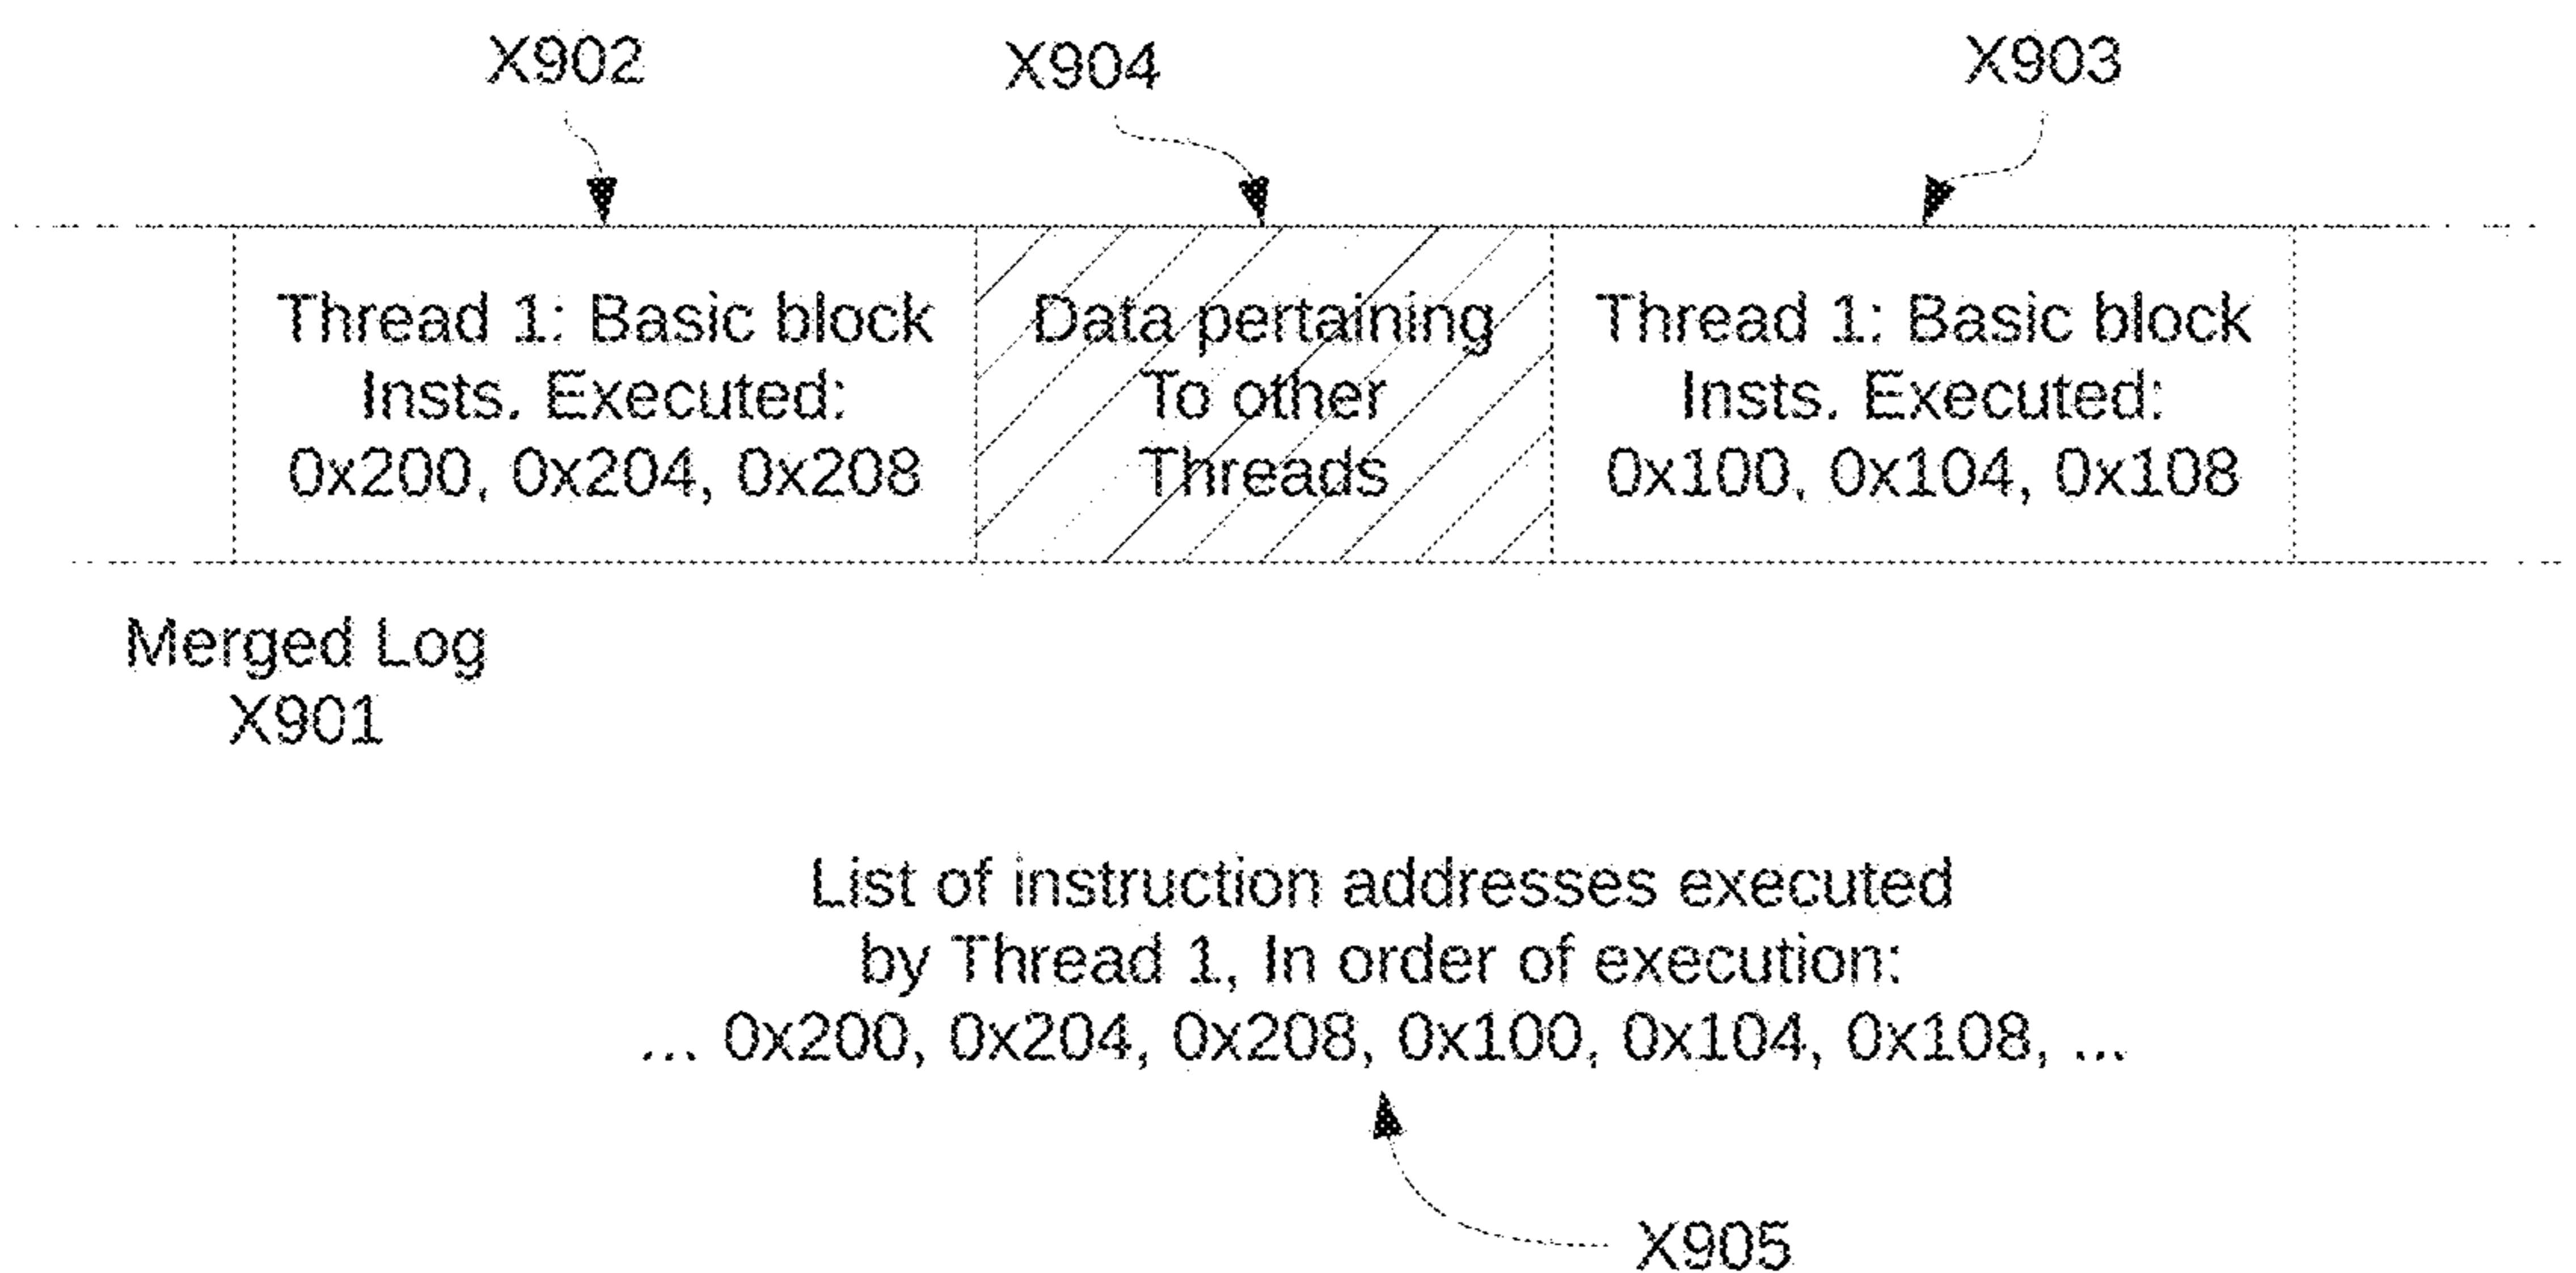 X902
X904
X903
Thread 1: Basic block
Insts. Executed:
0x200, 0x204, 0x208
Data pertaining
To other
Threads
Thread 1: Basic block
Insts. Executed:
0x100, 0x104, 0x108
Merged Log
X901
List of instruction addresses executed
by Thread 1, In order of execution:
... 0x200, 0x204, 0x208, 0x100, 0x104, 0x108, ...
X905